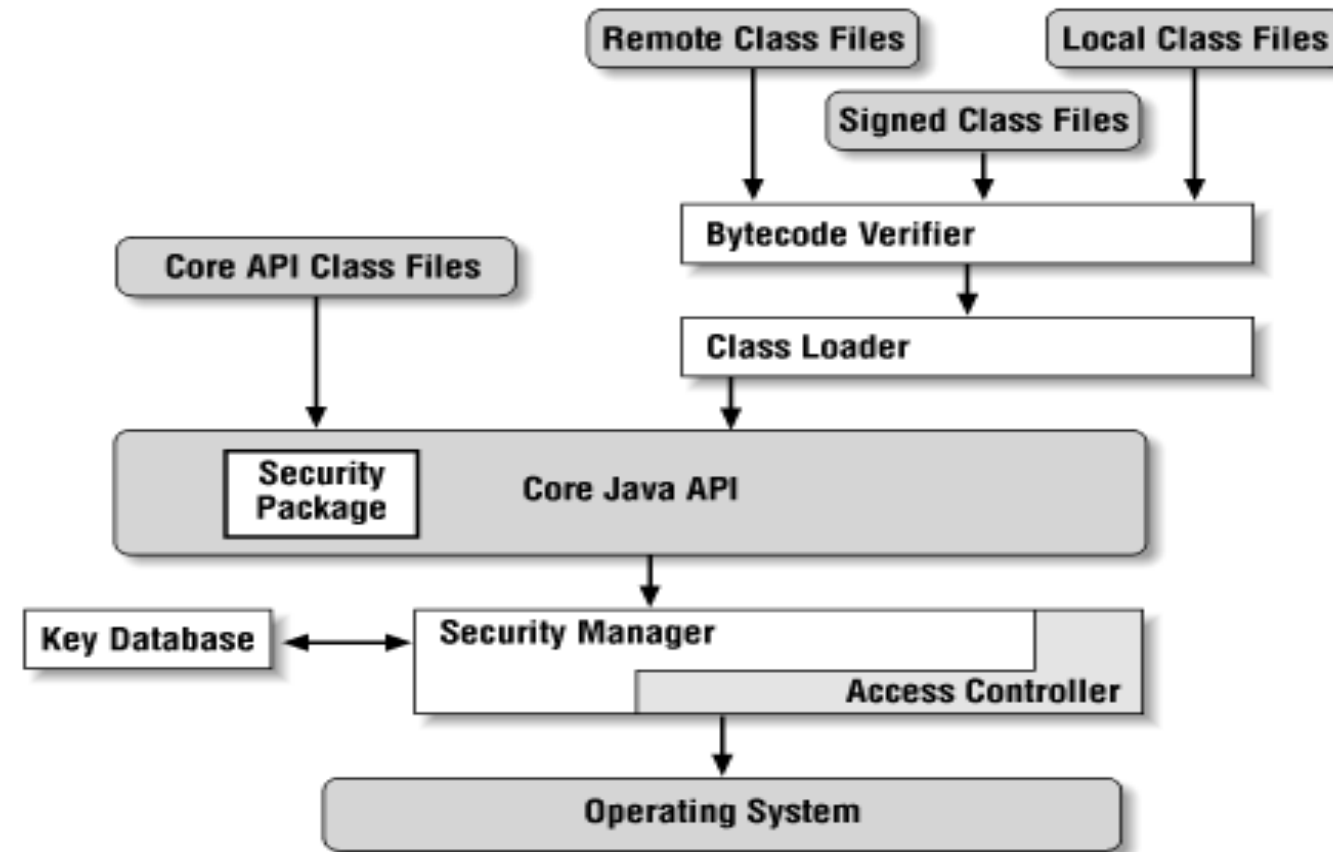 Remote Class Files
Local Class Files
Signed Class Files
Bytecode Verifier
Core API Class Files
Class Loader
Security
Package
Core Java API
Key Database
Security Manager
Access Controller
Operating System